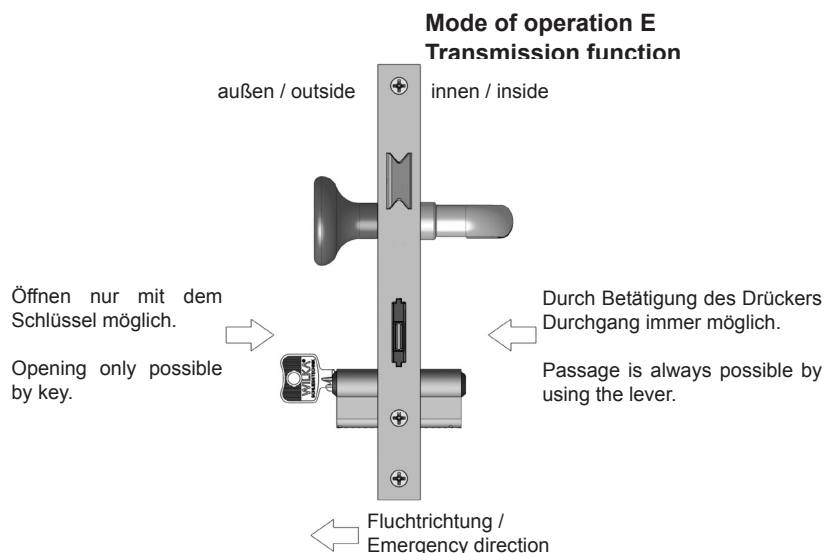 Mode of operation E
Transmission function
außen / outside
innen / inside
Öffnen nur mit dem
Schlüssel möglich.
Opening only possible
by key.
Durch Betätigung des Drückers
Durchgang immer möglich.
Passage is always possible by
using the lever.
WILKA
Fluchtrichtung /
Emergency direction